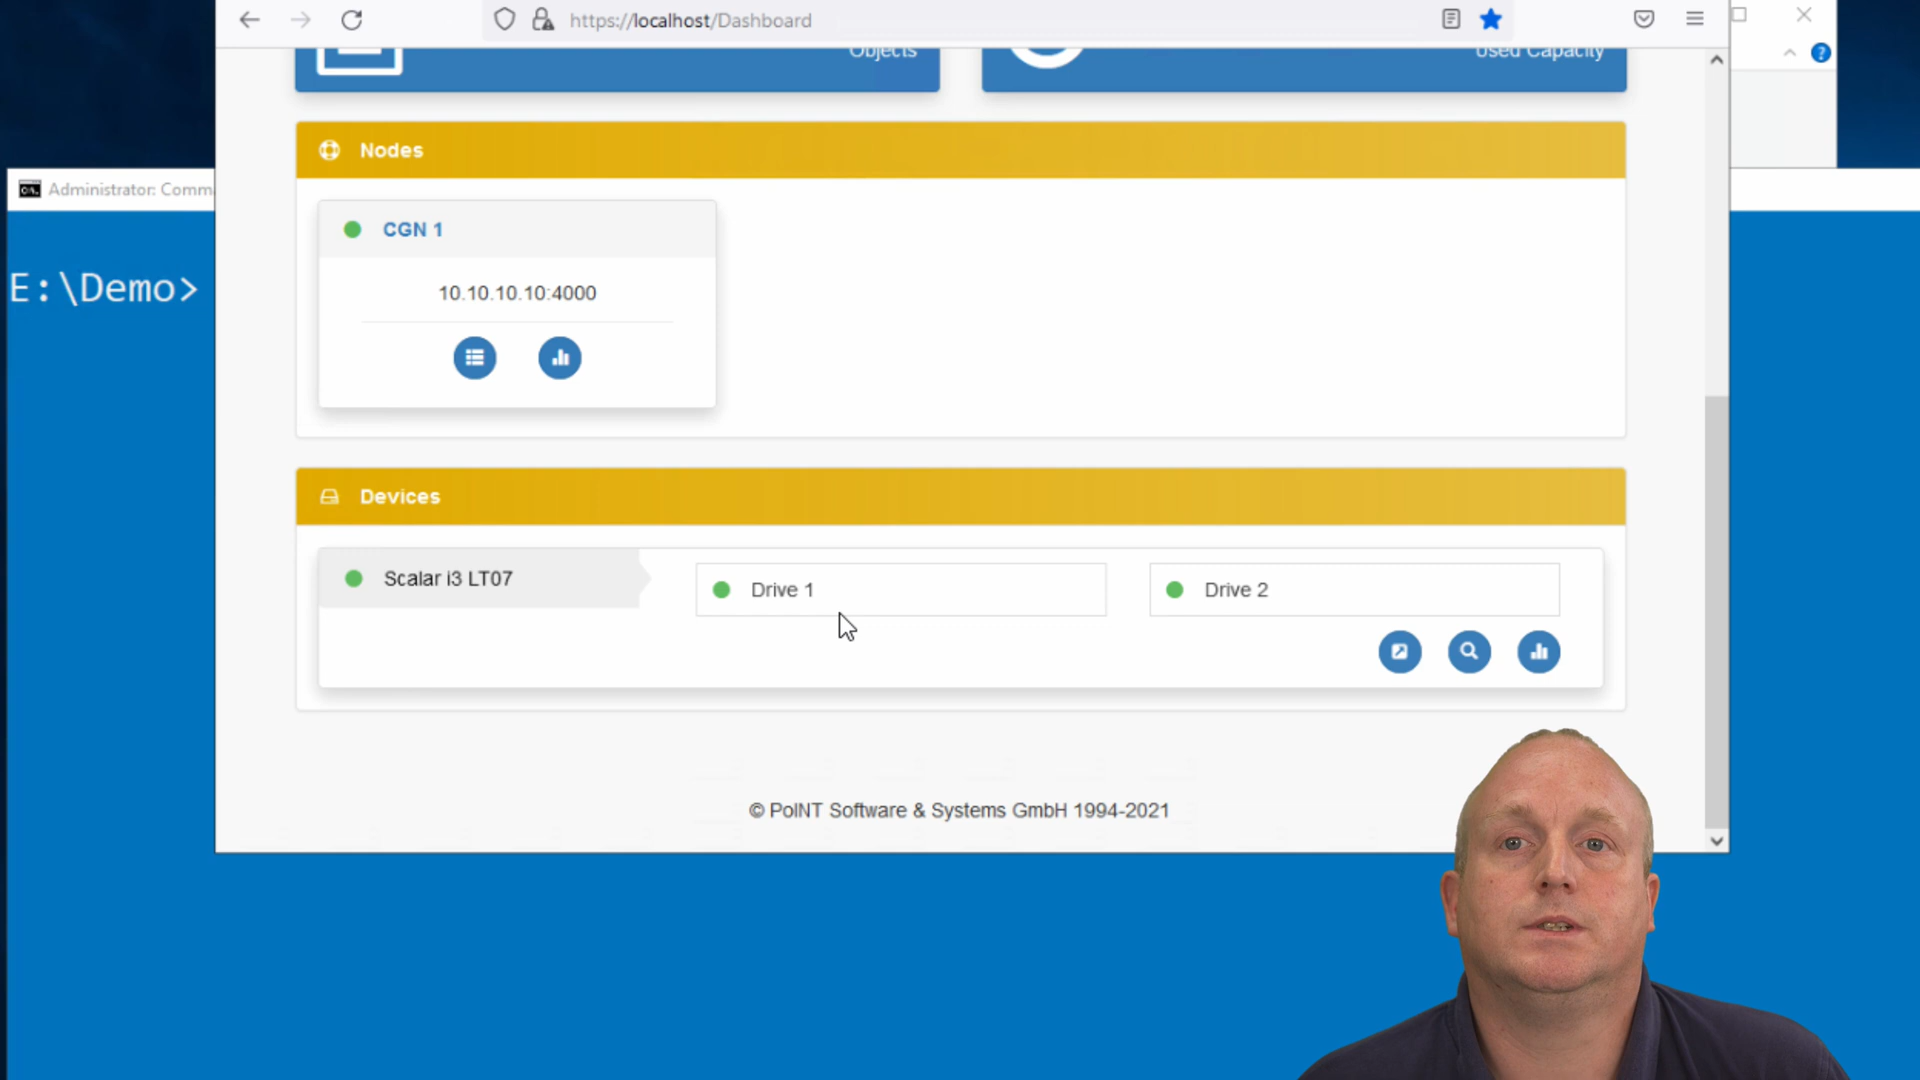 https://localhost/Dashboard
Objects
Used Capacity
Administrator: Comm
Nodes
CGN 1
E:\Demo>
10.10.10.10:4000
Devices
Scalar i3 LT07
Drive 1
Drive 2
© PoINT Software & Systems GmbH 1994-2021